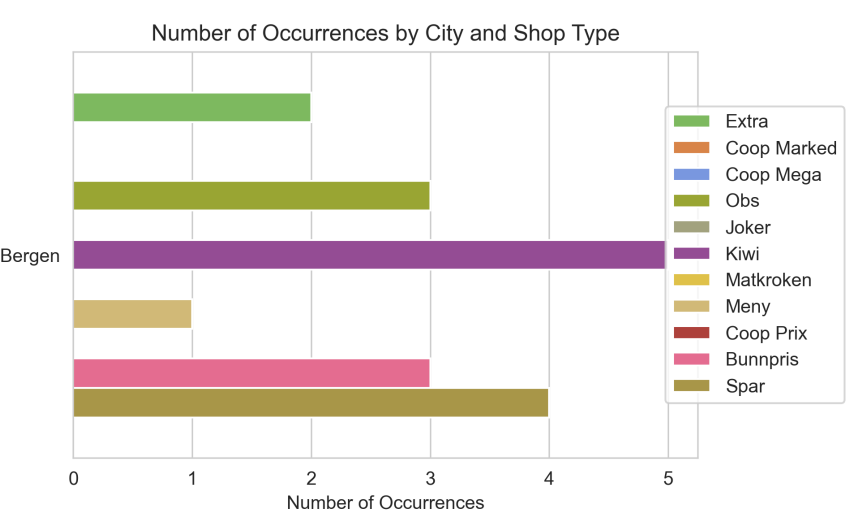 Number of Occurrences by City and Shop Type
Extra
Coop Marked
Coop Mega
Obs
Joker
Bergen
Kiwi
Matkroken
Meny
Coop Prix
Bunnpris
Spar
0 1 2 3 4 5
Number of Occurrences